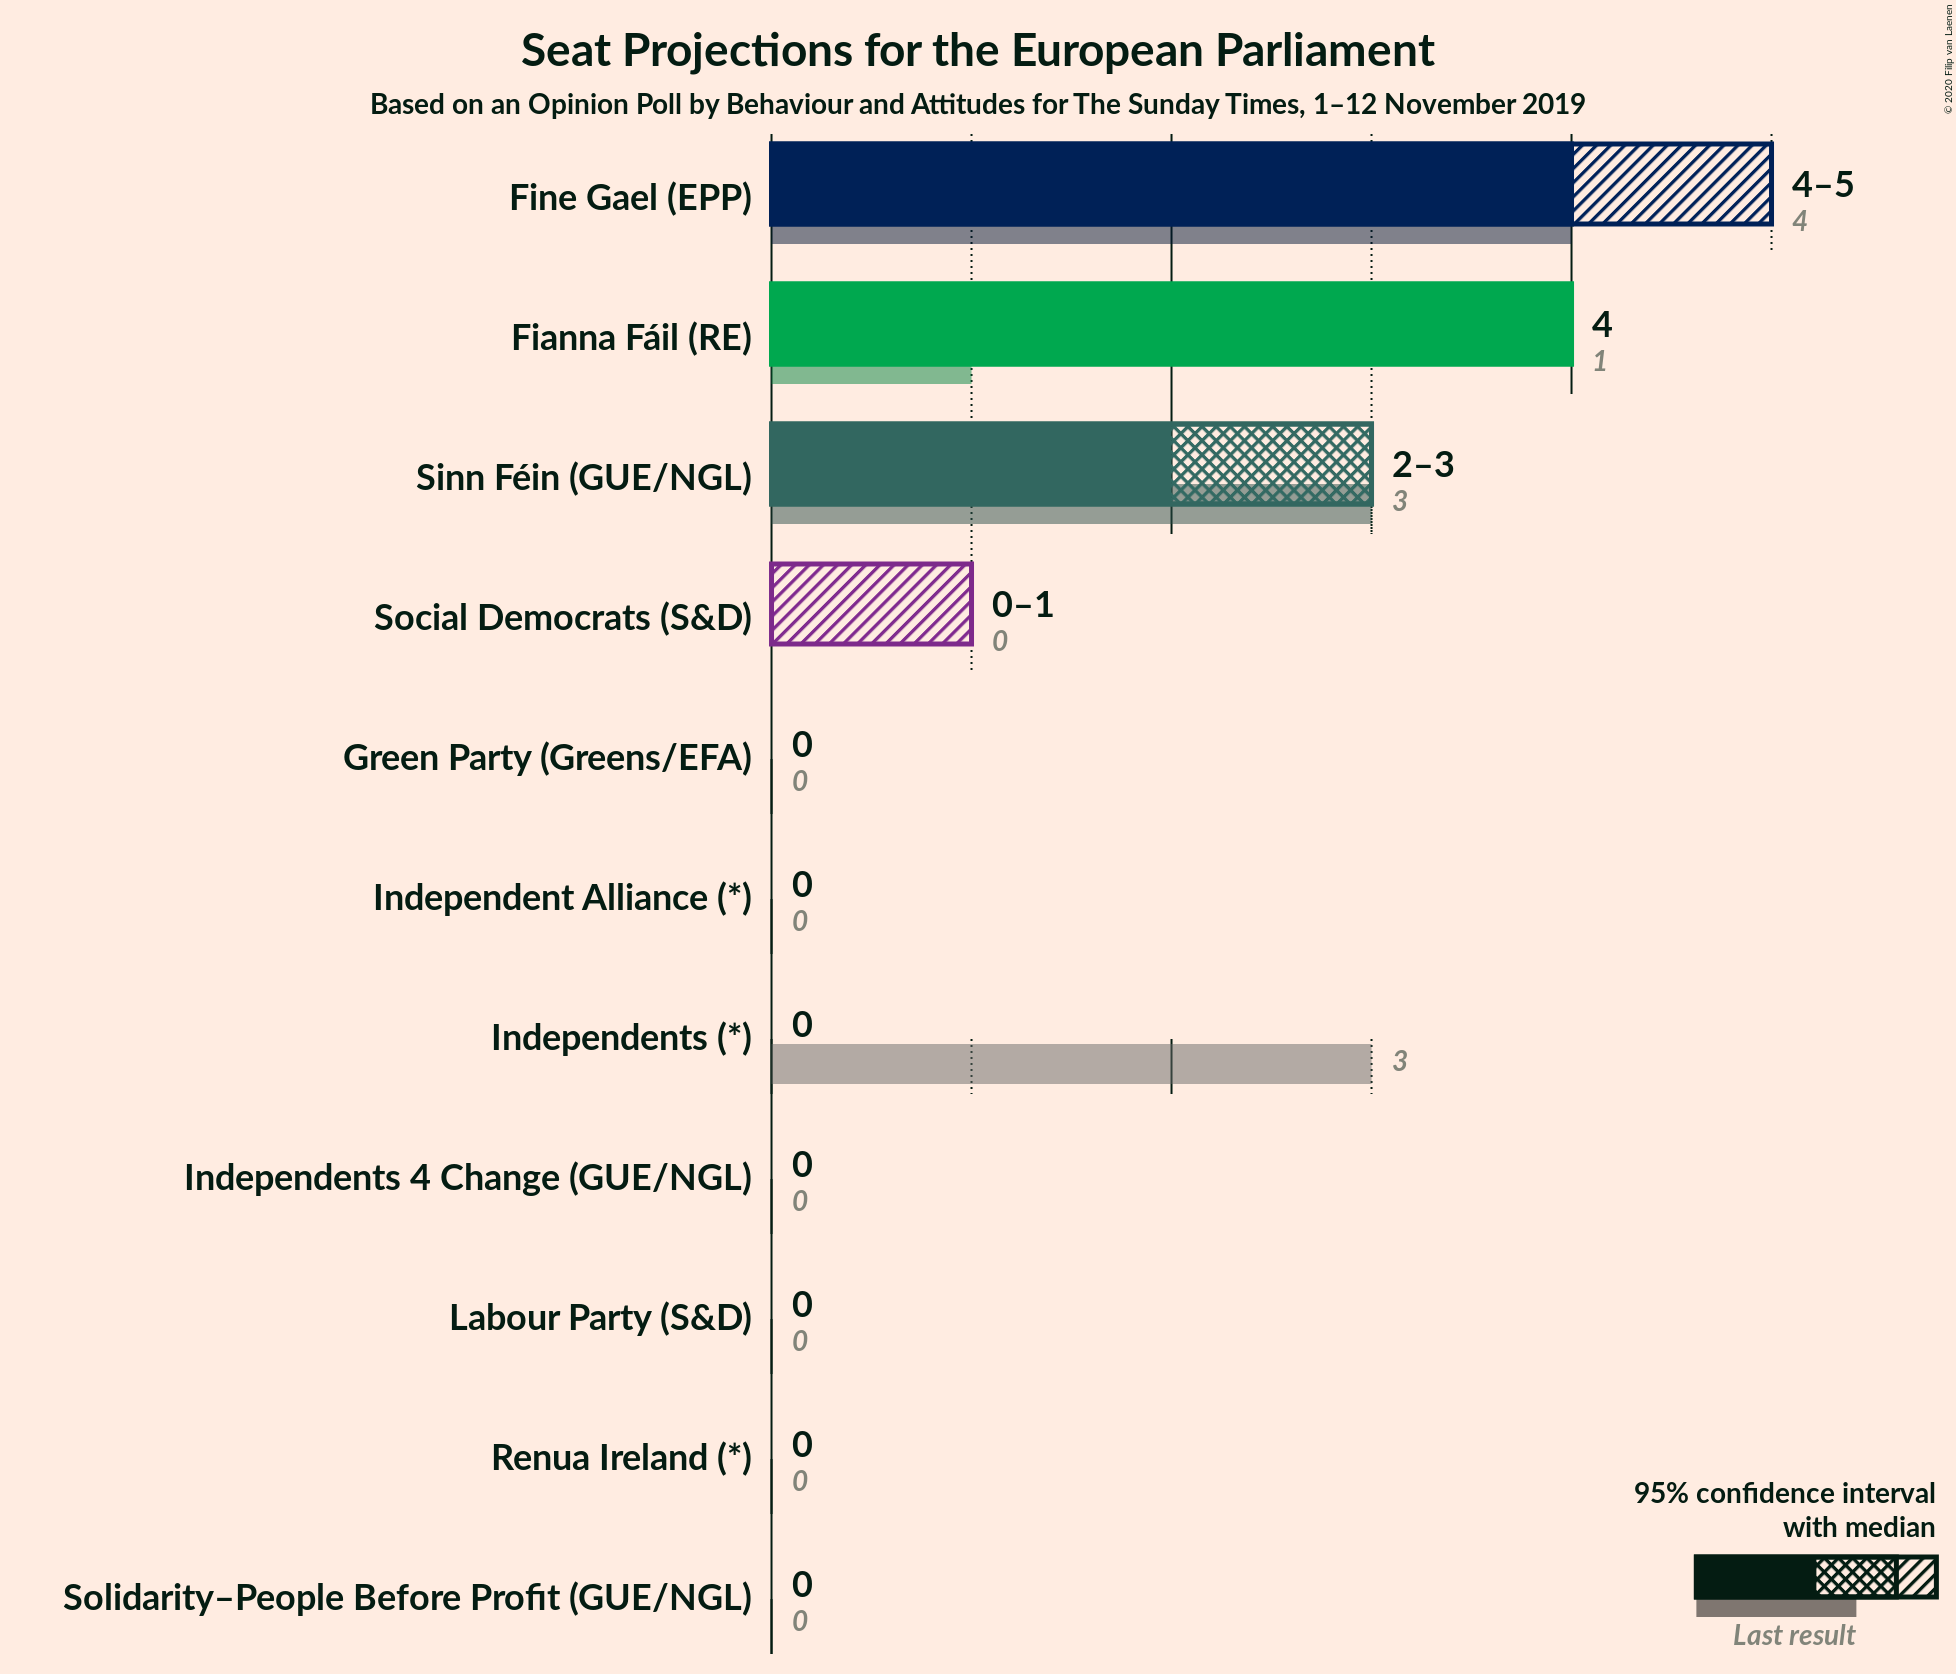 Seat Projections for the European Parliament
Based on an Opinion Poll by Behaviour and Attitudes for The Sunday Times, 1–12 November 2019
© 2020 Filip van Laenen
Fine Gael (EPP)
4–5
4
Fianna Fáil (RE)
4
1
Sinn Féin (GUE/NGL)
2–3
3
Social Democrats (S&D)
0–1
0
Green Party (Greens/EFA)
0
0
Independent Alliance (*)
0
0
Independents (*)
0
3
Independents 4 Change (GUE/NGL)
0
0
Labour Party (S&D)
0
0
Renua Ireland (*)
0
0
Solidarity–People Before Profit (GUE/NGL)
0
0
95% confidence interval
with median
Last result